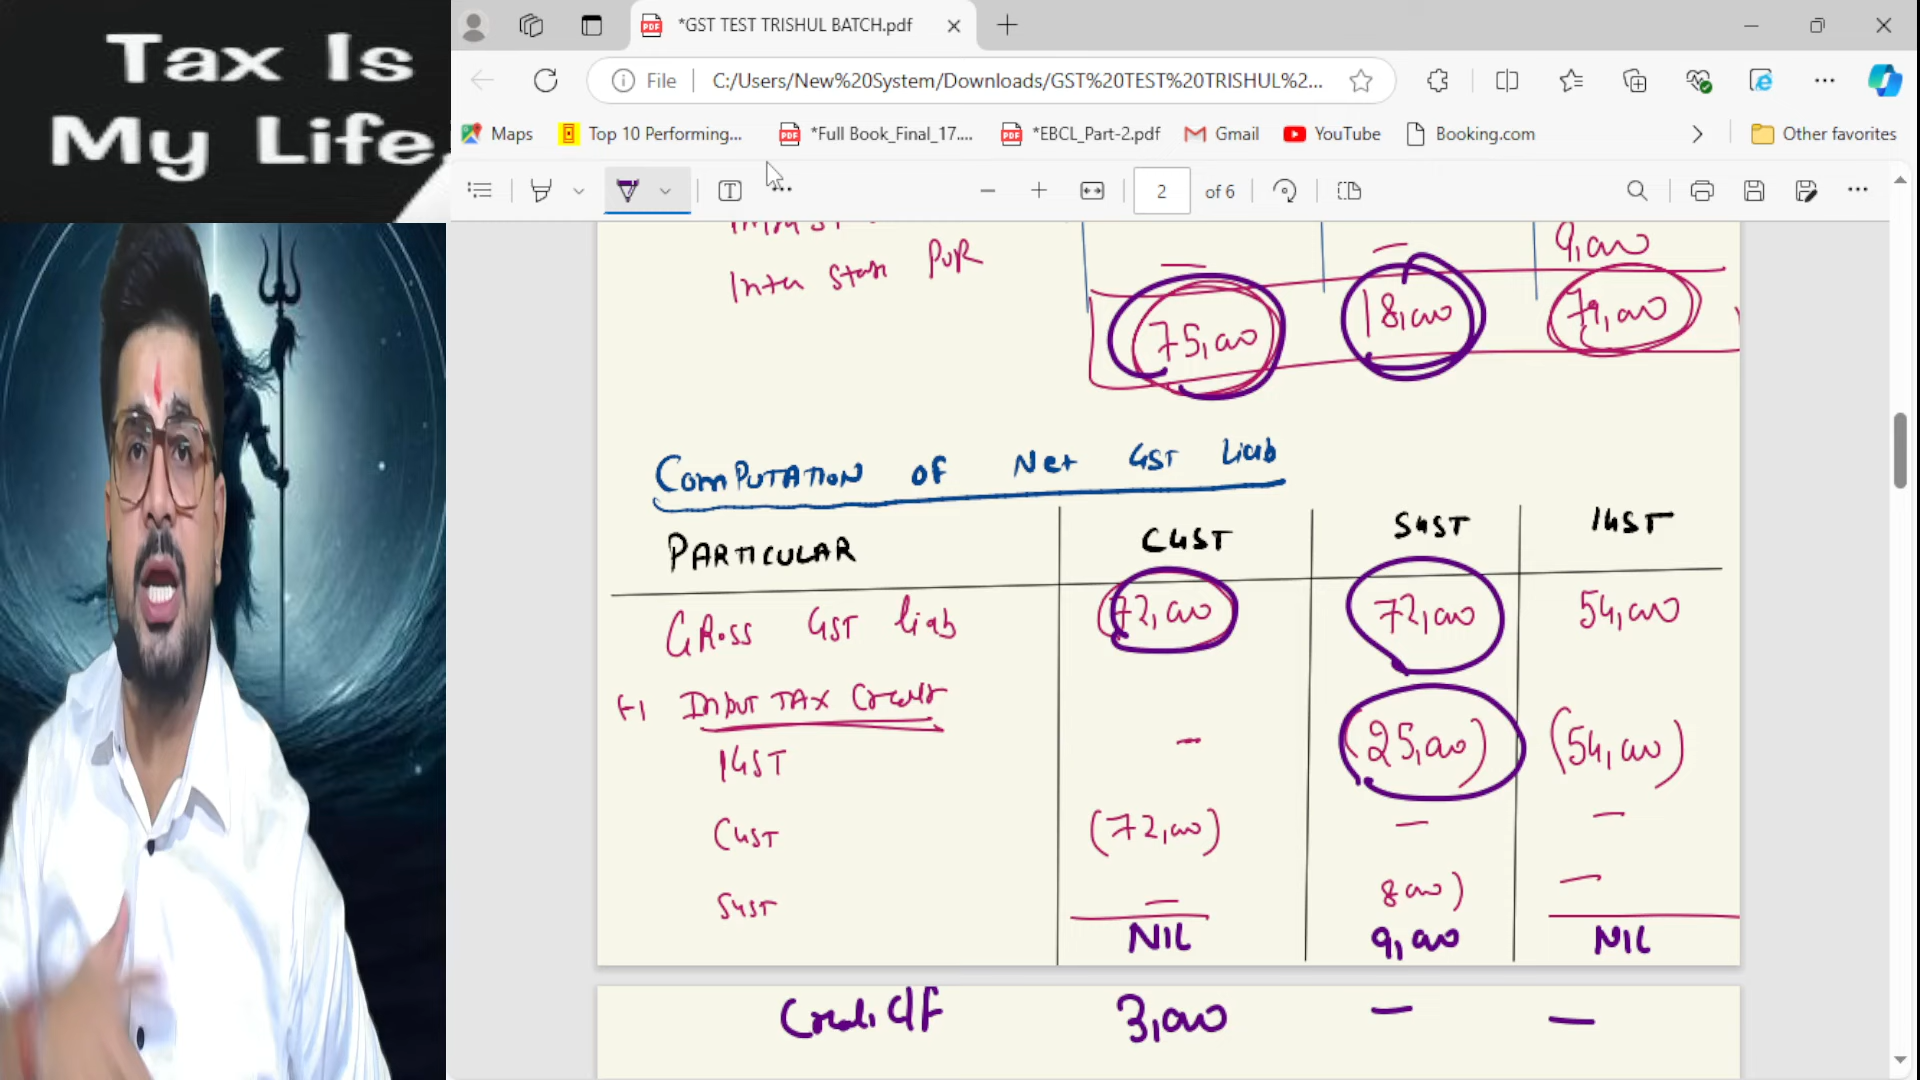 Tax Is
My Life.
*GST TEST TRISHUL BATCH.pdf
File C:/Users/New%20System/Downloads/GST%20TEST%20TRISHUL%2...
Maps Top 10 Performing... *Full Book_Final_17.... *EBCL_Part-2.pdf Gmail YouTube Booking.com Other favorites
2 of 6
9,000
Inter State PUR
75,000 18,000 79,000
COMPUTATION OF Net GST Liab
PARTICULAR CGST SGST IGST
GROSS GST liab (72,000 72,000 54,000
(-) INPUT TAX Credit
IGST - (25,000) (54,000)
CGST (72,000) - -
SGST - 8000) -
NIL 9,000 NIL
Credit c/f 3,000 - -